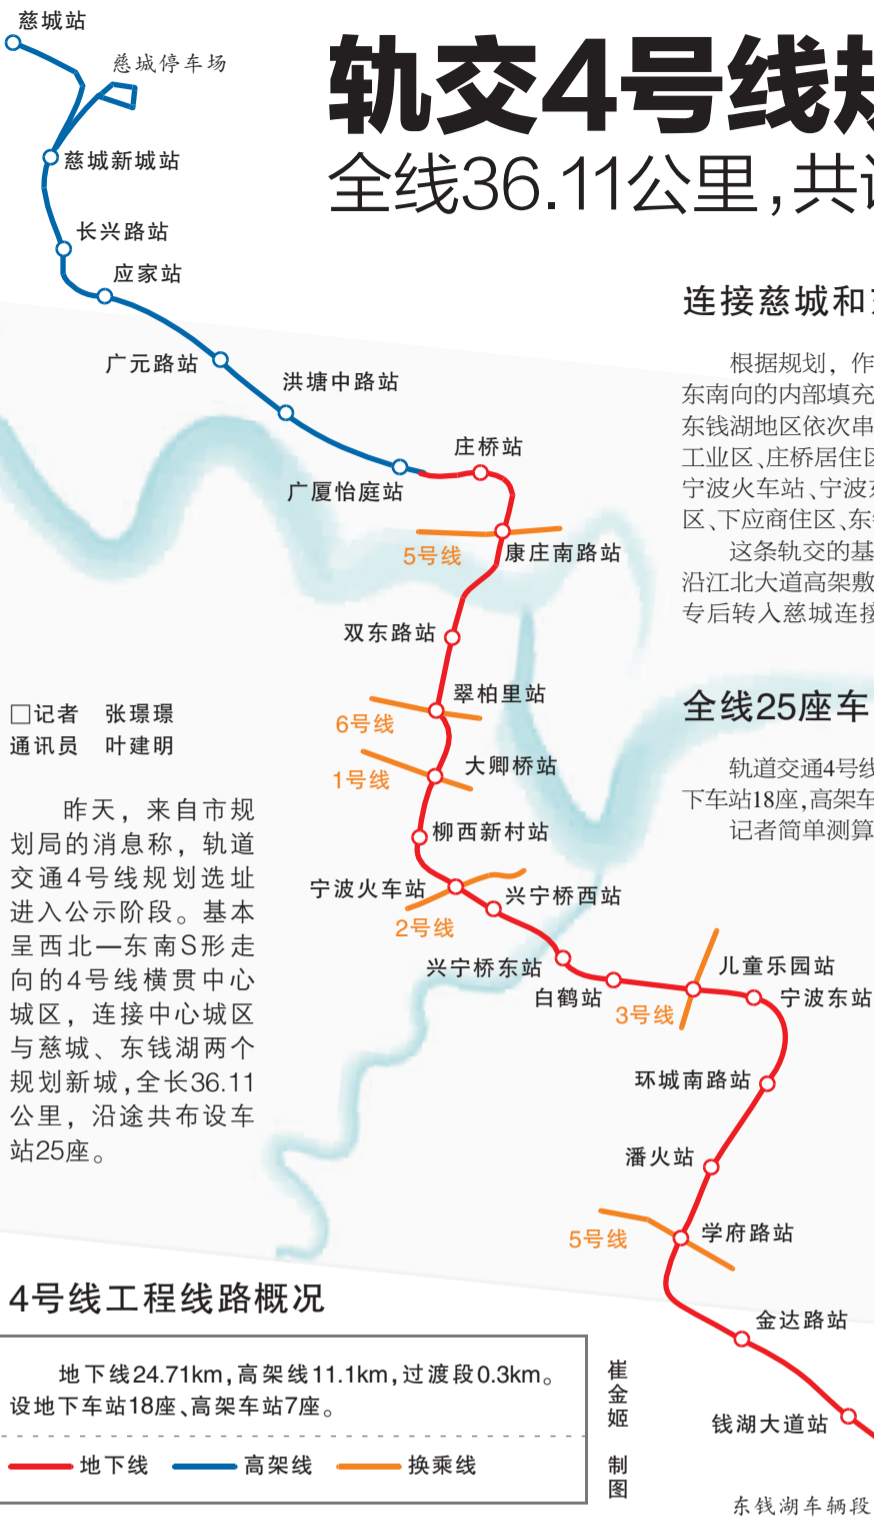 轨交4号线规
全线36.11公里,共设
慈城站
慈城停车场
慈城新城站
长兴路站
应家站
广元路站
洪塘中路站
广厦怡庭站
庄桥站
5号线
康庄南路站
双东路站
翠柏里站
6号线
大卿桥站
1号线
柳西新村站
宁波火车站
2号线
兴宁桥西站
兴宁桥东站
白鹤站
3号线
儿童乐园站
宁波东站
环城南路站
潘火站
5号线
学府路站
金达路站
钱湖大道站
东钱湖车辆段
连接慈城和
根据规划，作
东南向的内部填充
东钱湖地区依次串
工业区、庄桥居住区
宁波火车站、宁波东
区、下应商住区、东
这条轨交的基
沿江北大道高架敷
专后转入慈城连接
全线25座车
轨道交通4号线
下车站18座,高架车
记者简单测算
□记者 张璟璟
通讯员 叶建明
昨天，来自市规
划局的消息称，轨道
交通4号线规划选址
进入公示阶段。基本
呈西北—东南S形走
向的4号线横贯中心
城区，连接中心城区
与慈城、东钱湖两个
规划新城,全长36.11
公里，沿途共布设车
站25座。
4号线工程线路概况
地下线24.71km,高架线11.1km,过渡段0.3km。
设地下车站18座、高架车站7座。
地下线 高架线 换乘线
崔金姬 制图